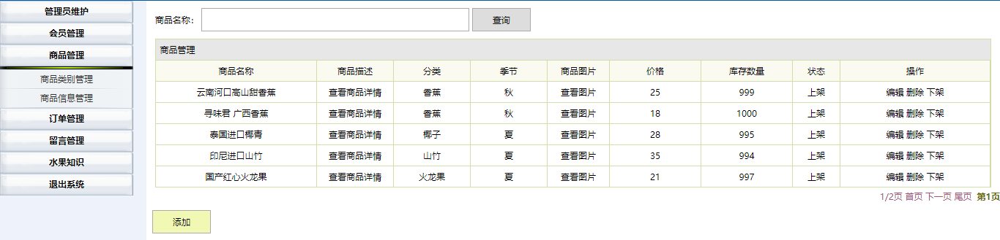 管理员维护
会员管理
商品管理
商品类别管理
商品信息管理
订单管理
留言管理
水果知识
退出系统
商品名称: 查询
商品管理
商品名称 商品描述 分类 季节 商品图片 价格 库存数量 状态 操作
云南河口高山甜香蕉 查看商品详情 香蕉 秋 查看图片 25 999 上架 编辑 删除 下架
寻味君 广西香蕉 查看商品详情 香蕉 秋 查看图片 18 1000 上架 编辑 删除 下架
泰国进口椰青 查看商品详情 椰子 夏 查看图片 28 995 上架 编辑 删除 下架
印尼进口山竹 查看商品详情 山竹 夏 查看图片 35 994 上架 编辑 删除 下架
国产红心火龙果 查看商品详情 火龙果 夏 查看图片 21 997 上架 编辑 删除 下架
1/2页 首页 下一页 尾页 第1页
添加